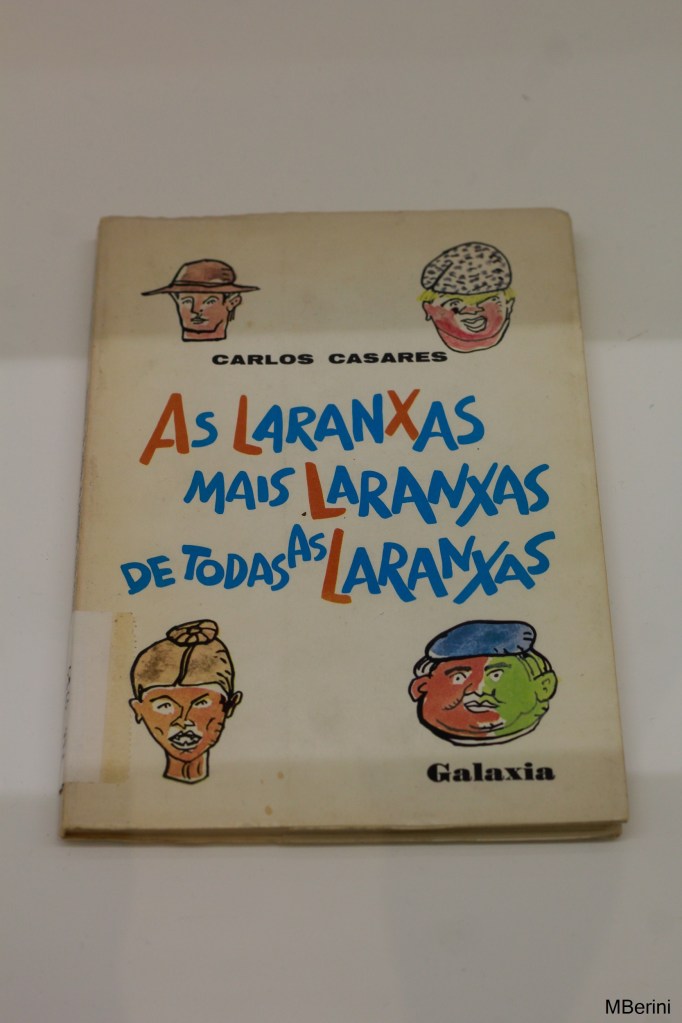 CARLOS CASARES
AS LARANXAS
MAIS LARANXAS
DE TODAS AS LARANXAS
Galaxia
MBerini